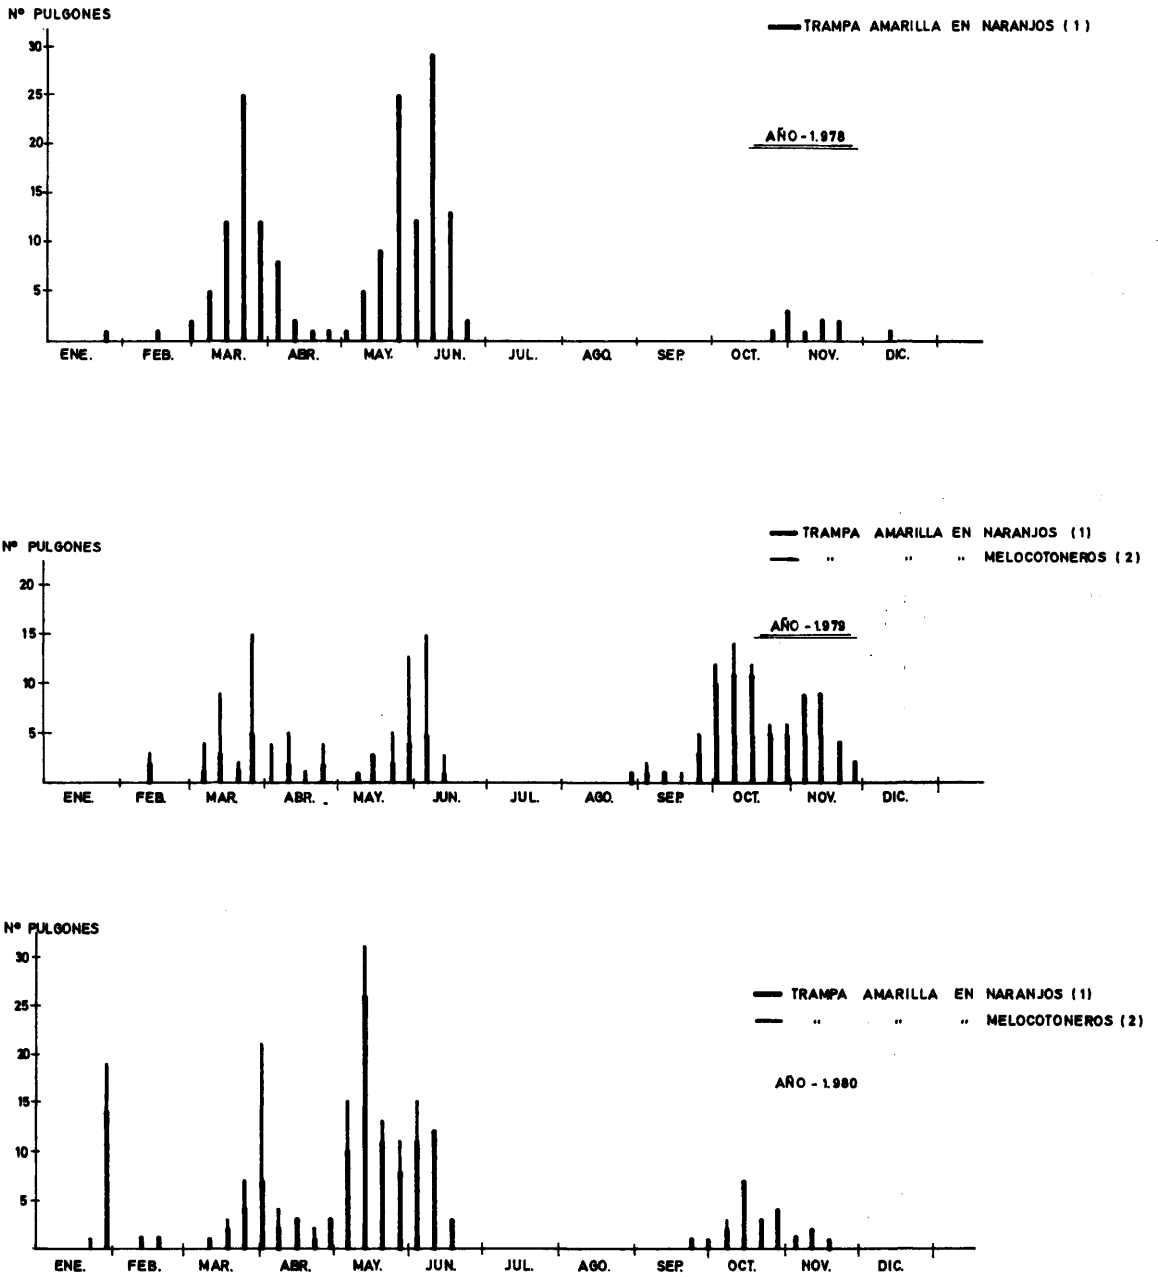 Nº PULGONES
TRAMPA AMARILLA EN NARANJOS (1)
AÑO - 1.978
30
25
20
15
10
5
ENE. FEB. MAR. ABR. MAY. JUN. JUL. AGO. SEP. OCT. NOV. DIC.
Nº PULGONES
TRAMPA AMARILLA EN NARANJOS (1)
" " " MELOCOTONEROS (2)
AÑO - 1.979
20
15
10
5
ENE. FEB. MAR. ABR. MAY. JUN. JUL. AGO. SEP. OCT. NOV. DIC.
Nº PULGONES
TRAMPA AMARILLA EN NARANJOS (1)
" " " MELOCOTONEROS (2)
AÑO - 1.980
30
25
20
15
10
5
ENE. FEB. MAR. ABR. MAY. JUN. JUL. AGO. SEP. OCT. NOV. DIC.